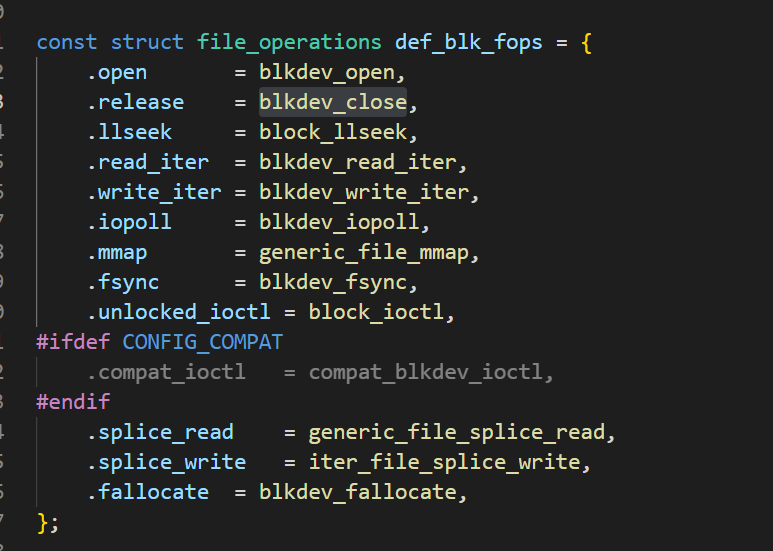 const struct file_operations def_blk_fops = {
    .open       = blkdev_open,
    .release    = blkdev_close,
    .llseek     = block_llseek,
    .read_iter  = blkdev_read_iter,
    .write_iter = blkdev_write_iter,
    .iopoll     = blkdev_iopoll,
    .mmap       = generic_file_mmap,
    .fsync      = blkdev_fsync,
    .unlocked_ioctl = block_ioctl,
#ifdef CONFIG_COMPAT
    .compat_ioctl   = compat_blkdev_ioctl,
#endif
    .splice_read    = generic_file_splice_read,
    .splice_write   = iter_file_splice_write,
    .fallocate  = blkdev_fallocate,
};